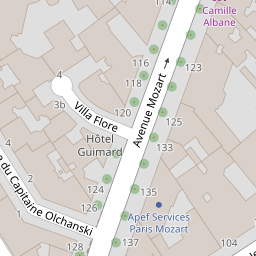 Camille
Albane
116
123
118
4
3b
Villa Flore
120
Avenue Mozart →
125
Hôtel
Guimard
133
124
135
126
du Capitaine Olchanski
Apef Services
Paris Mozart
128
137
104